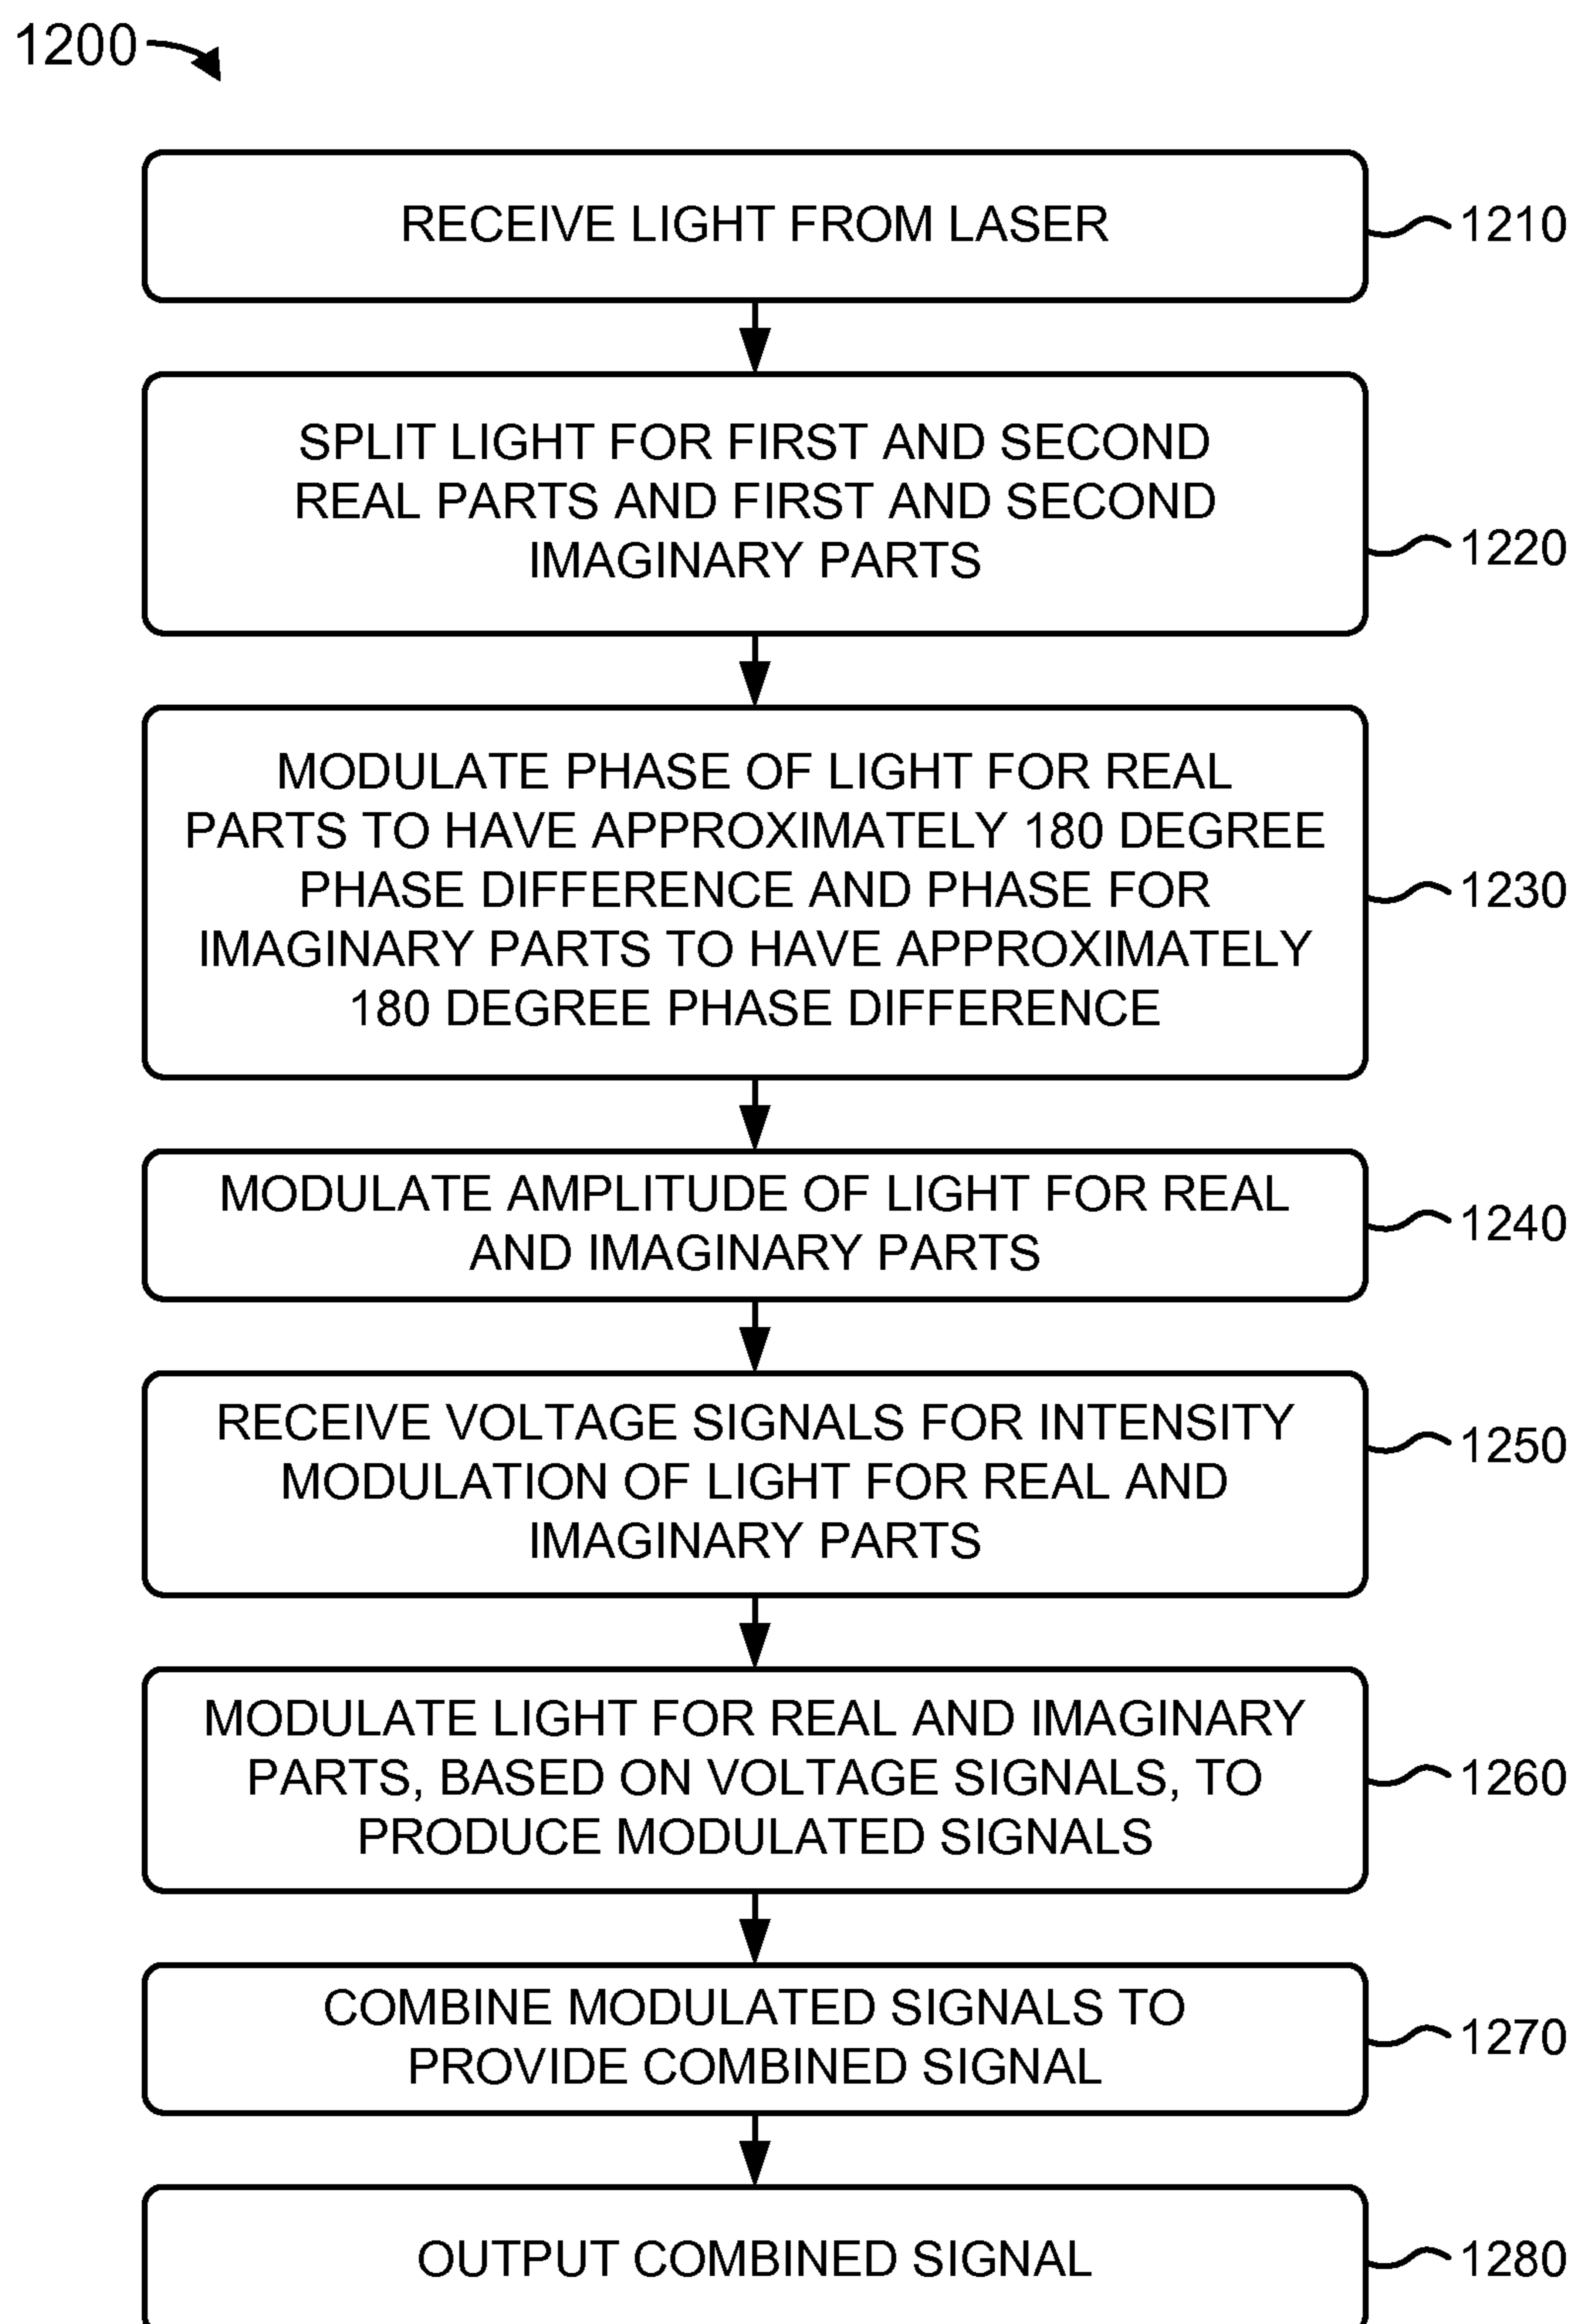 1200
RECEIVE LIGHT FROM LASER
1210
SPLIT LIGHT FOR FIRST AND SECOND
REAL PARTS AND FIRST AND SECOND
IMAGINARY PARTS
1220
MODULATE PHASE OF LIGHT FOR REAL
PARTS TO HAVE APPROXIMATELY 180 DEGREE
PHASE DIFFERENCE AND PHASE FOR
IMAGINARY PARTS TO HAVE APPROXIMATELY
180 DEGREE PHASE DIFFERENCE
1230
MODULATE AMPLITUDE OF LIGHT FOR REAL
AND IMAGINARY PARTS
1240
RECEIVE VOLTAGE SIGNALS FOR INTENSITY
MODULATION OF LIGHT FOR REAL AND
IMAGINARY PARTS
1250
MODULATE LIGHT FOR REAL AND IMAGINARY
PARTS, BASED ON VOLTAGE SIGNALS, TO
PRODUCE MODULATED SIGNALS
1260
COMBINE MODULATED SIGNALS TO
PROVIDE COMBINED SIGNAL
1270
OUTPUT COMBINED SIGNAL
1280